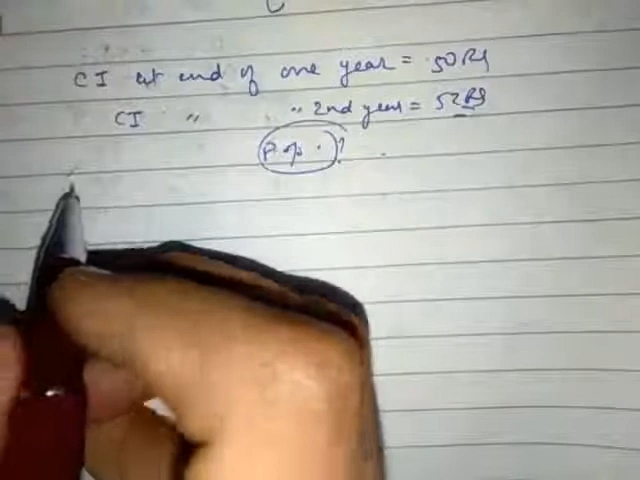 CI at end of one year = 50Rs
CI " " 2nd year = 52Rs
?